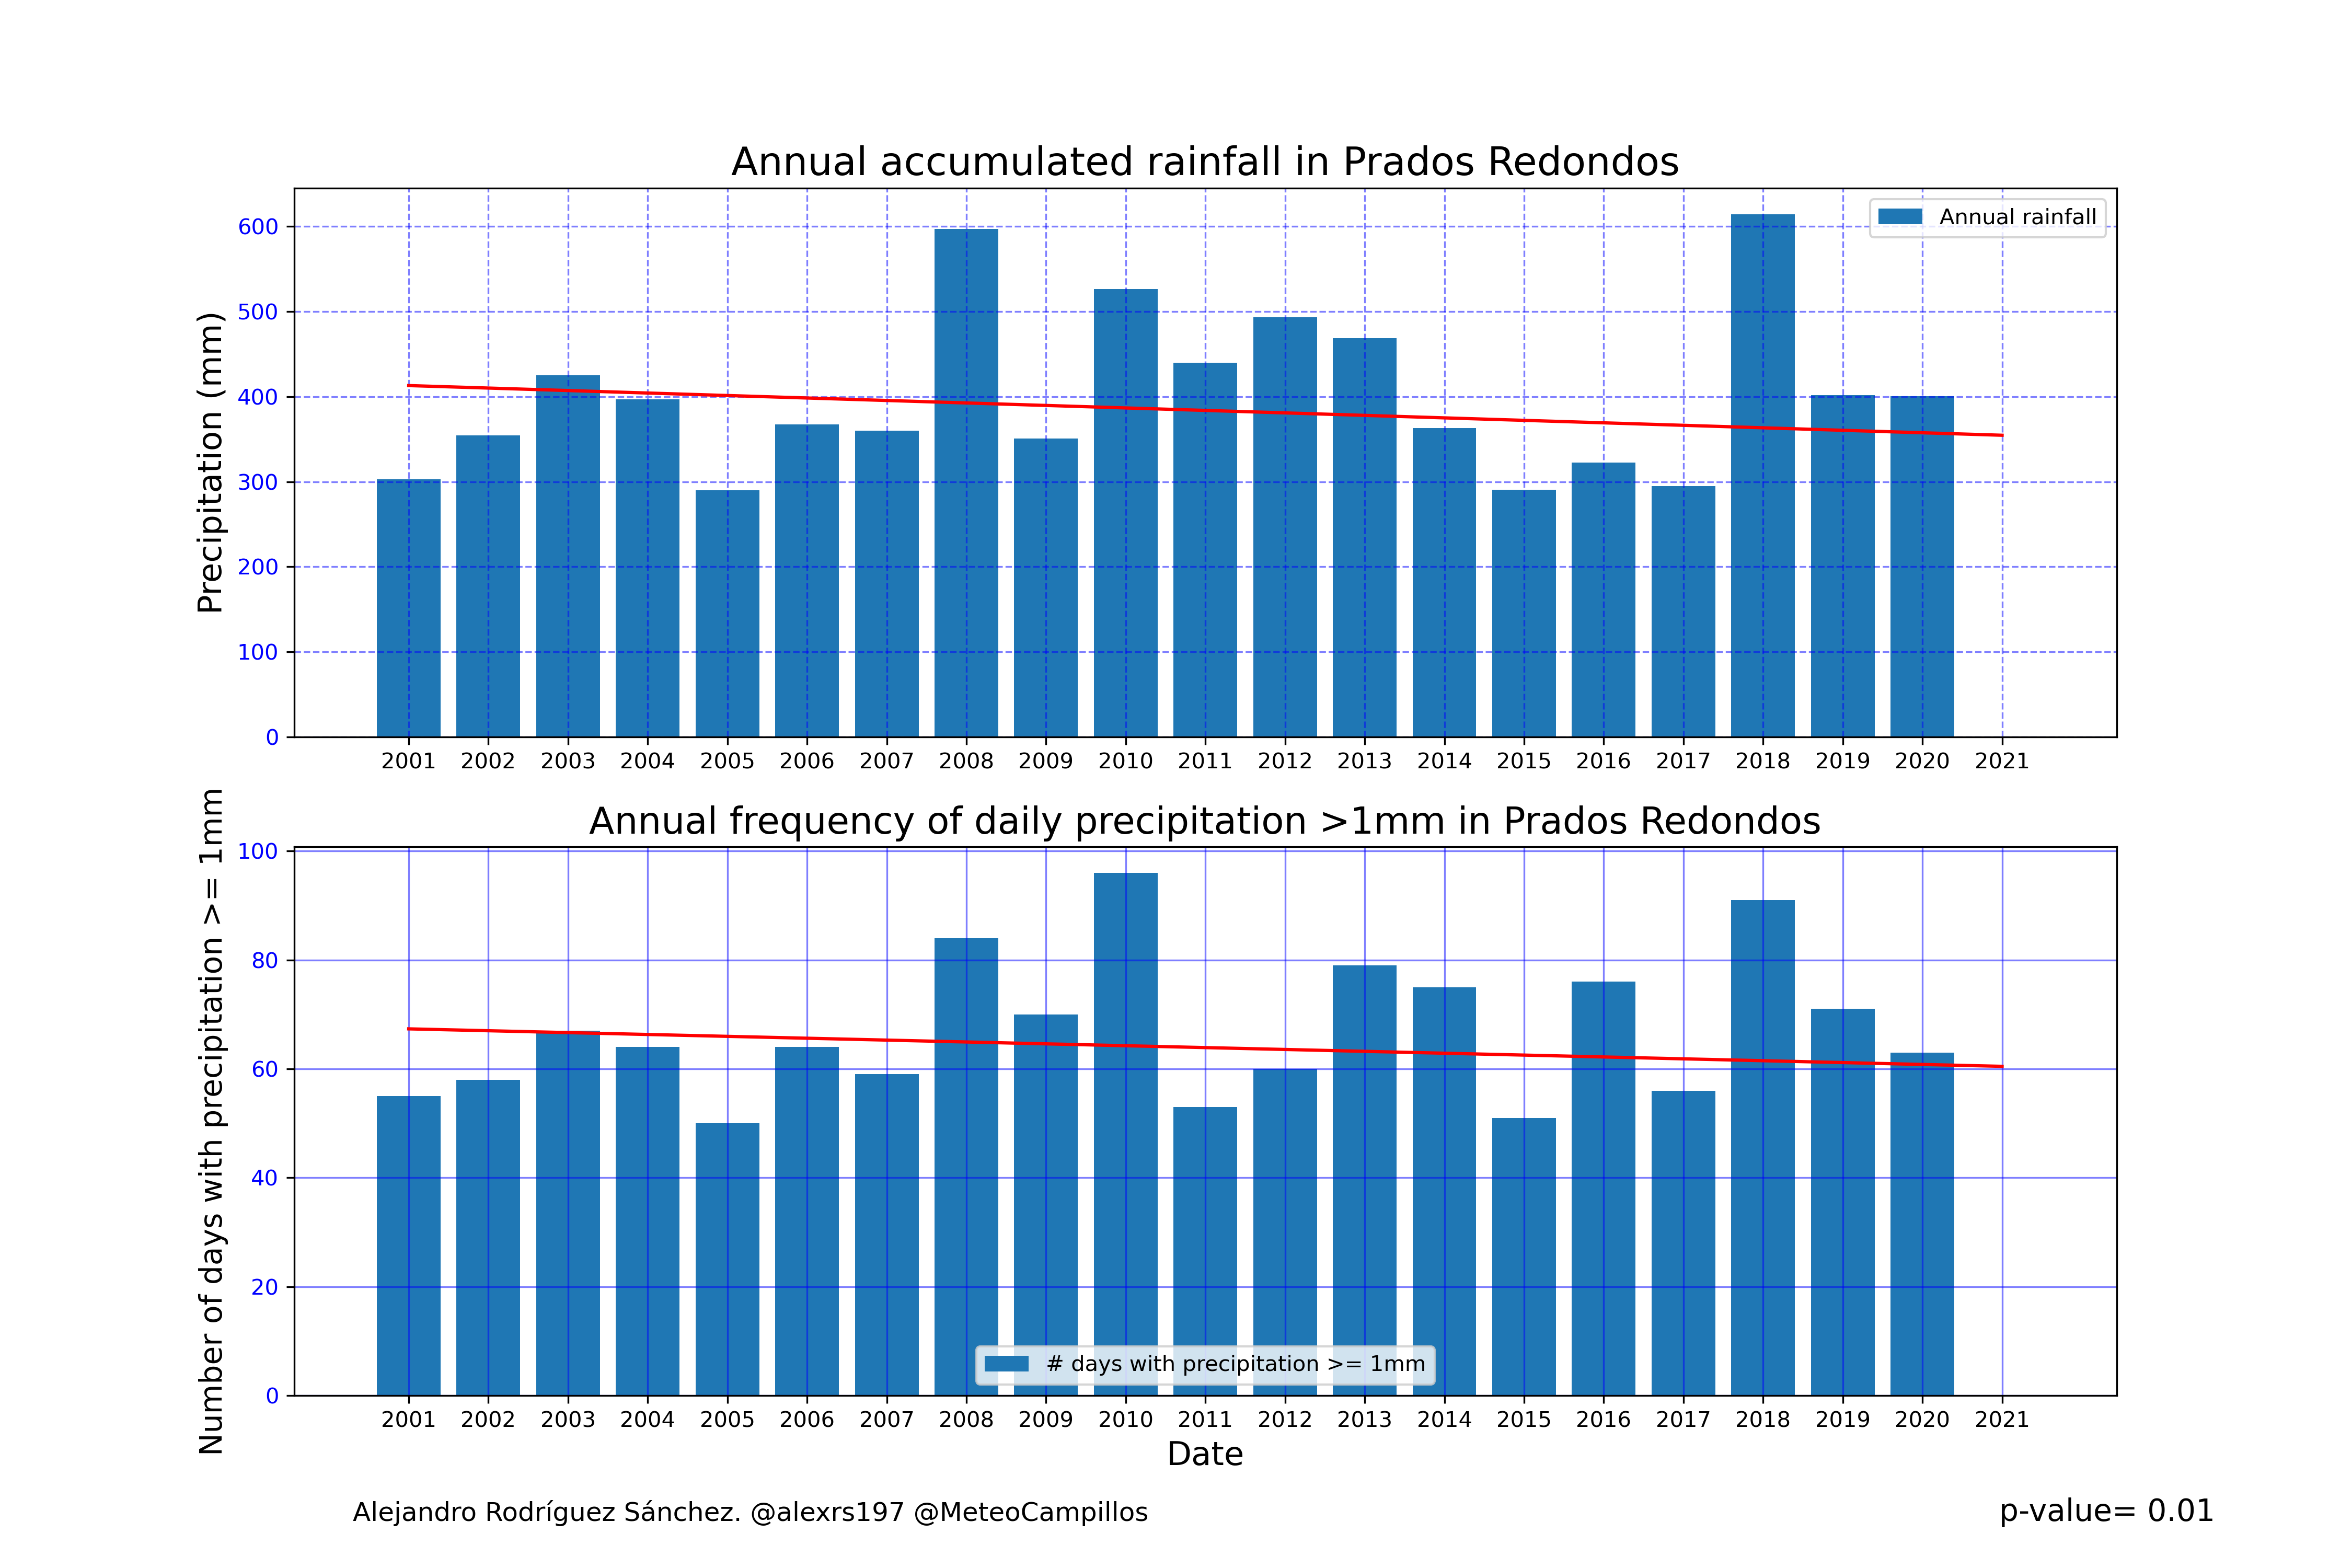 Annual accumulated rainfall in Prados Redondos
Precipitation (mm)
600
500
400
300
200
100
0
Annual rainfall
2001 2002 2003 2004 2005 2006 2007 2008 2009 2010 2011 2012 2013 2014 2015 2016 2017 2018 2019 2020 2021
Annual frequency of daily precipitation >1mm in Prados Redondos
Number of days with precipitation >= 1mm
100
80
60
40
20
0
# days with precipitation >= 1mm
2001 2002 2003 2004 2005 2006 2007 2008 2009 2010 2011 2012 2013 2014 2015 2016 2017 2018 2019 2020 2021
Date
Alejandro Rodríguez Sánchez. @alexrs197 @MeteoCampillos
p-value= 0.01